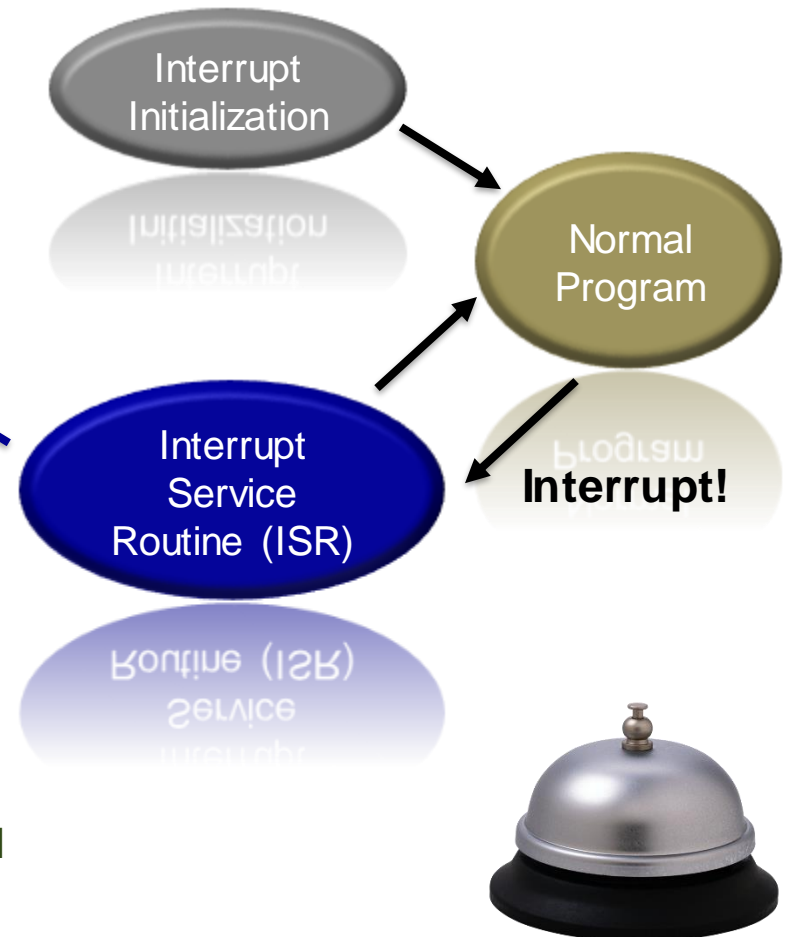 Interrupt
Initialization
Normal
Program
Interrupt!
Interrupt
Service
Routine (ISR)